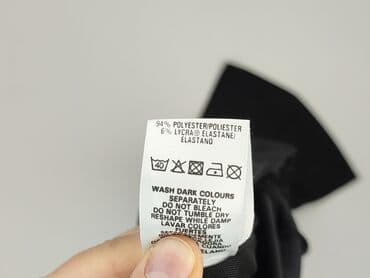 94% POLYESTER/POLIESTER
6% LYCRA® ELASTANE/
ELASTANO
40
WASH DARK COLOURS
SEPARATELY
DO NOT BLEACH
DO NOT TUMBLE DRY
RESHAPE WHILE DAMP
LAVAR COLORES
FUERTES